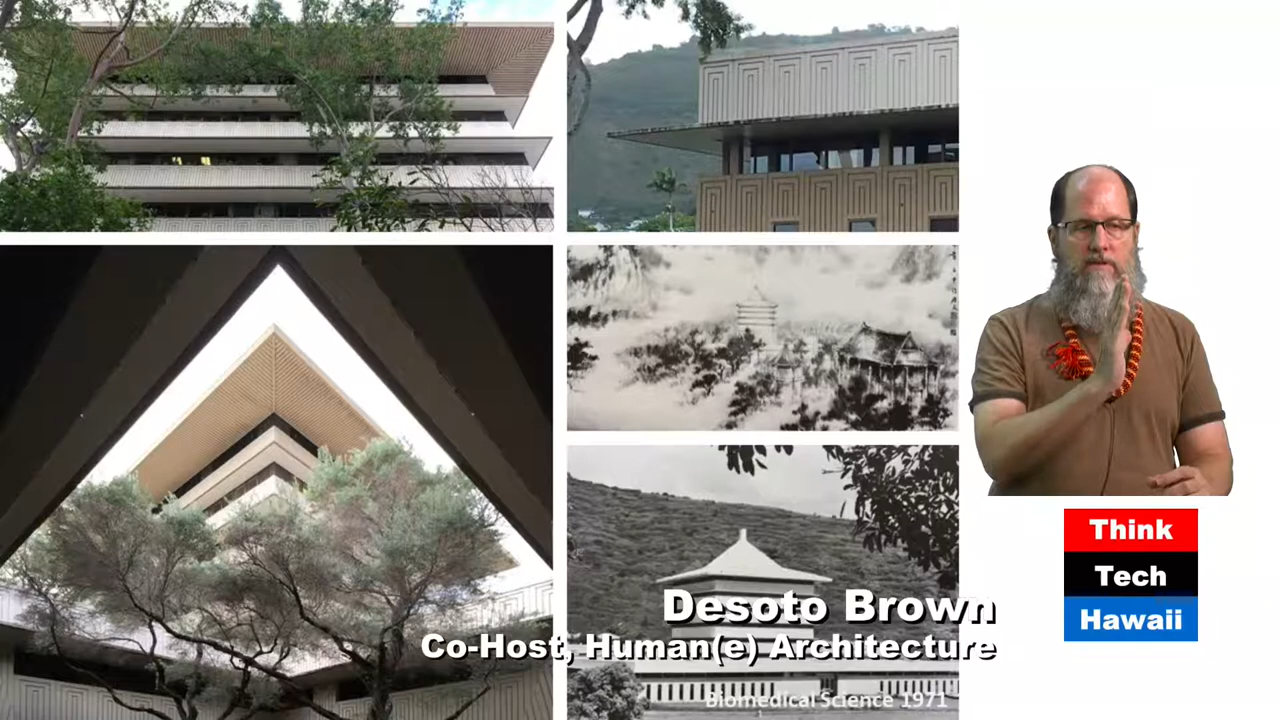 Think
Tech
Hawaii
Desoto Brown
Co-Host, Human(e) Architecture
Biomedical Science 1971